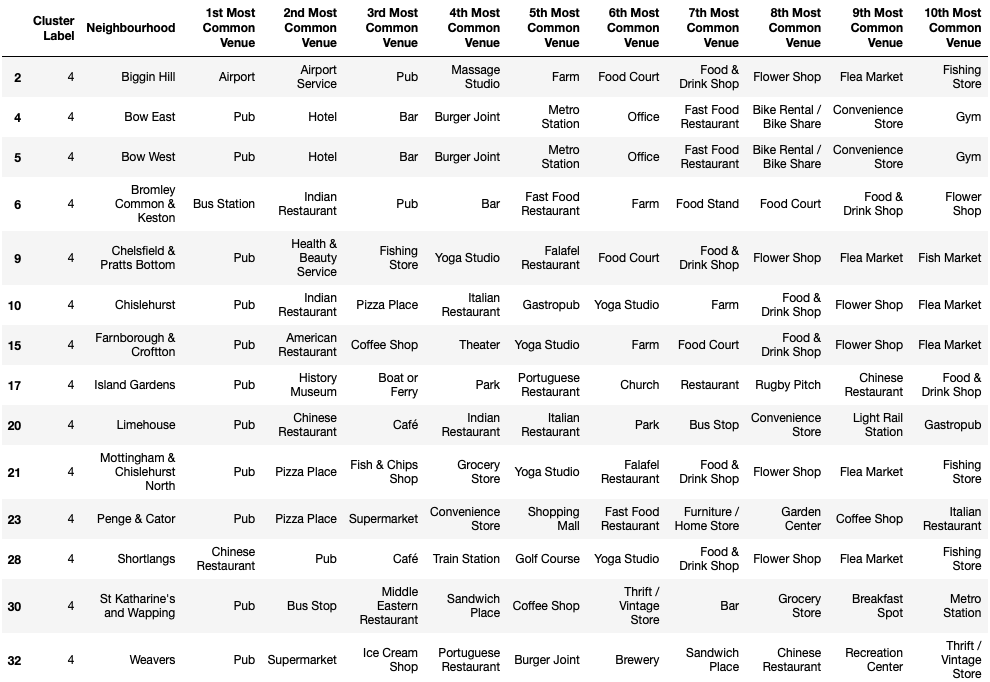 Cluster Label Neighbourhood 1st Most Common Venue 2nd Most Common Venue 3rd Most Common Venue 4th Most Common Venue 5th Most Common Venue 6th Most Common Venue 7th Most Common Venue 8th Most Common Venue 9th Most Common Venue 10th Most Common Venue
2 4 Biggin Hill Airport Airport Service Pub Massage Studio Farm Food Court Food & Drink Shop Flower Shop Flea Market Fishing Store
4 4 Bow East Pub Hotel Bar Burger Joint Metro Station Office Fast Food Restaurant Bike Rental / Bike Share Convenience Store Gym
5 4 Bow West Pub Hotel Bar Burger Joint Metro Station Office Fast Food Restaurant Bike Rental / Bike Share Convenience Store Gym
6 4 Bromley Common & Keston Bus Station Indian Restaurant Pub Bar Fast Food Restaurant Farm Food Stand Food Court Food & Drink Shop Flower Shop
9 4 Chelsfield & Pratts Bottom Pub Health & Beauty Service Fishing Store Yoga Studio Falafel Restaurant Food Court Food & Drink Shop Flower Shop Flea Market Fish Market
10 4 Chislehurst Pub Indian Restaurant Pizza Place Italian Restaurant Gastropub Yoga Studio Farm Food & Drink Shop Flower Shop Flea Market
15 4 Farnborough & Croftton Pub American Restaurant Coffee Shop Theater Yoga Studio Farm Food Court Food & Drink Shop Flower Shop Flea Market
17 4 Island Gardens Pub History Museum Boat or Ferry Park Portuguese Restaurant Church Restaurant Rugby Pitch Chinese Restaurant Food & Drink Shop
20 4 Limehouse Pub Chinese Restaurant Café Indian Restaurant Italian Restaurant Park Bus Stop Convenience Store Light Rail Station Gastropub
21 4 Mottingham & Chislehurst North Pub Pizza Place Fish & Chips Shop Grocery Store Yoga Studio Falafel Restaurant Food & Drink Shop Flower Shop Flea Market Fishing Store
23 4 Penge & Cator Pub Pizza Place Supermarket Convenience Store Shopping Mall Fast Food Restaurant Furniture / Home Store Garden Center Coffee Shop Italian Restaurant
28 4 Shortlangs Chinese Restaurant Pub Café Train Station Golf Course Yoga Studio Food & Drink Shop Flower Shop Flea Market Fishing Store
30 4 St Katharine's and Wapping Pub Bus Stop Middle Eastern Restaurant Sandwich Place Coffee Shop Thrift / Vintage Store Bar Grocery Store Breakfast Spot Metro Station
32 4 Weavers Pub Supermarket Ice Cream Shop Portuguese Restaurant Burger Joint Brewery Sandwich Place Chinese Restaurant Recreation Center Thrift / Vintage Store